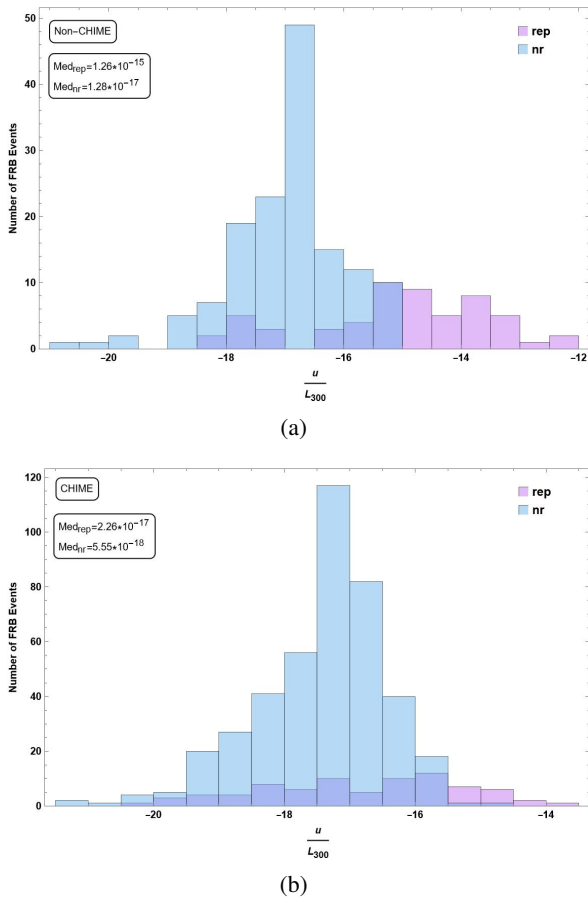 Non-CHIME
Med_rep=1.26*10^-15
Med_nr=1.28*10^-17
rep
nr
Number of FRB Events
50
40
30
20
10
0
-20 -18 -16 -14 -12
u
L_300
(a)
CHIME
Med_rep=2.26*10^-17
Med_nr=5.55*10^-18
rep
nr
Number of FRB Events
120
100
80
60
40
20
0
-20 -18 -16 -14
u
L_300
(b)